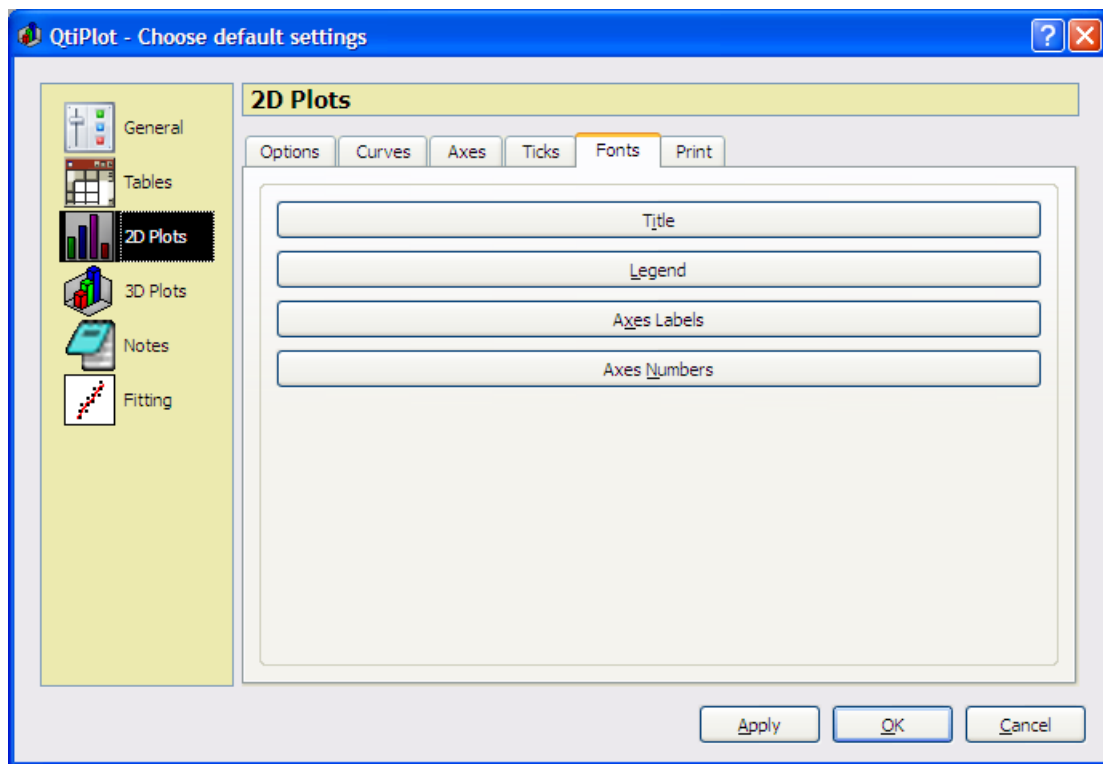 QtiPlot - Choose default settings
General
Tables
2D Plots
3D Plots
Notes
Fitting
2D Plots
Options Curves Axes Ticks Fonts Print
Title
Legend
Axes Labels
Axes Numbers
Apply OK Cancel